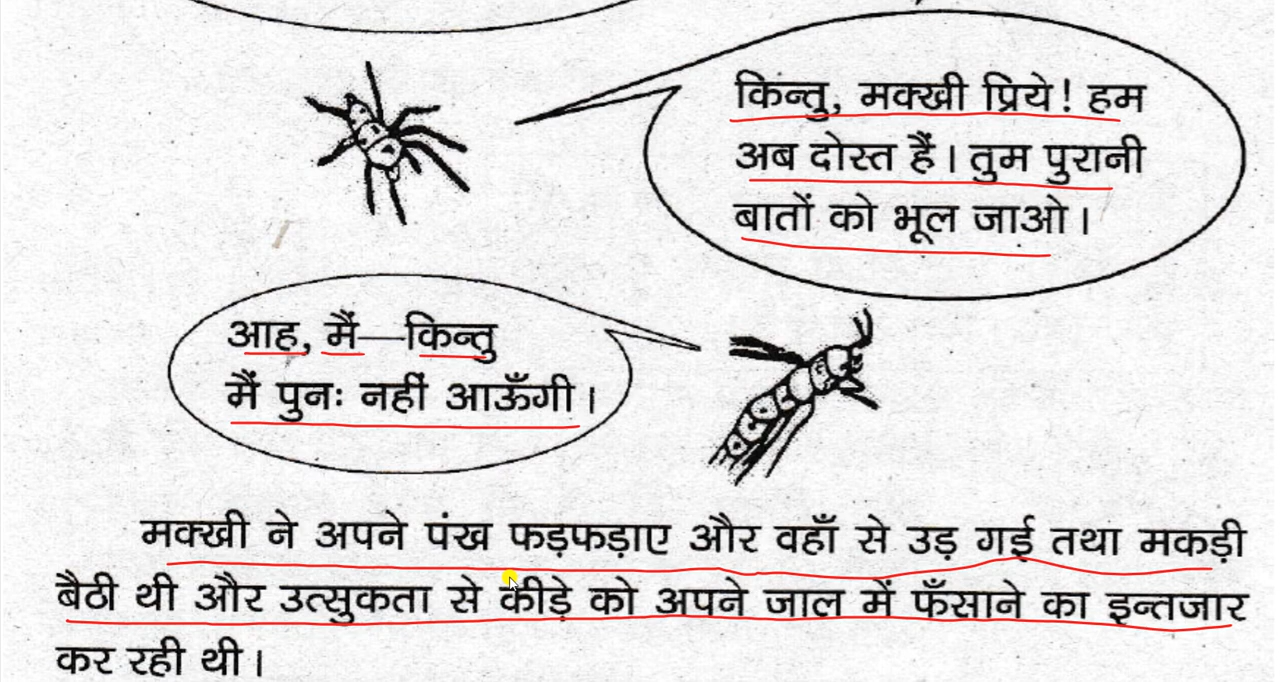 किन्तु, मक्खी प्रिये! हम
अब दोस्त हैं। तुम पुरानी
बातों को भूल जाओ।
आह, मैं—किन्तु
मैं पुनः नहीं आऊँगी।
मक्खी ने अपने पंख फड़फड़ाए और वहाँ से उड़ गई तथा मकड़ी
बैठी थी और उत्सुकता से कीड़े को अपने जाल में फँसाने का इन्तजार
कर रही थी।